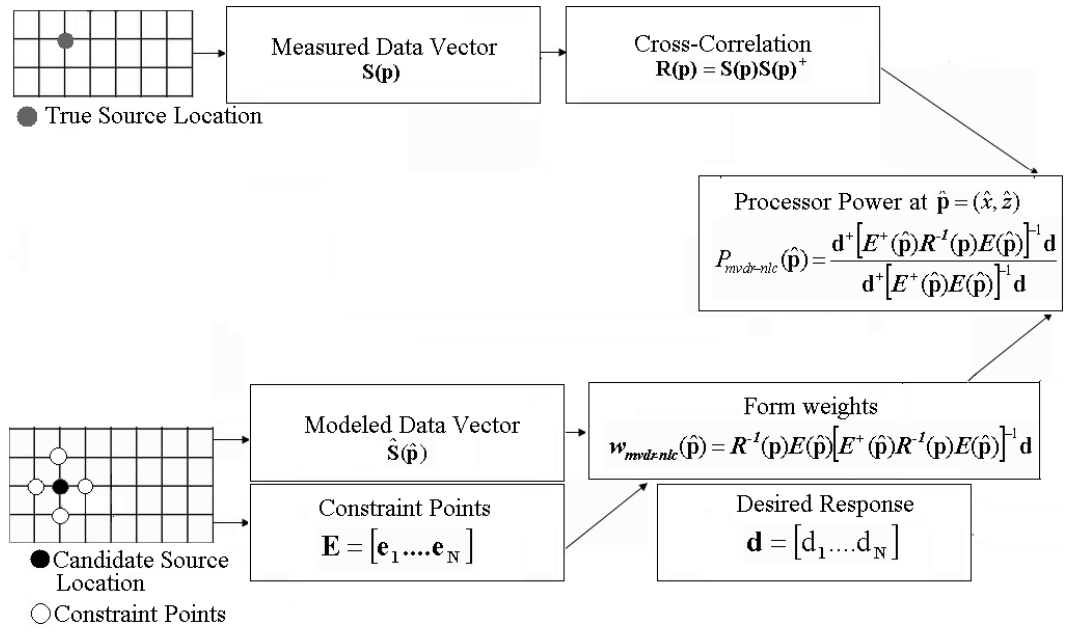 Measured Data Vector
S(p)
Cross-Correlation
R(p) = S(p)S(p)⁺
True Source Location
Processor Power at p̂ = (x̂, ẑ)
P_mvdr-nlc(p̂) = d⁺[E⁺(p̂)R⁻¹(p)E(p̂)]⁻¹d / d⁺[E⁺(p̂)E(p̂)]⁻¹d
Modeled Data Vector
Ŝ(p̂)
Form weights
w_mvdr-nlc(p̂) = R⁻¹(p)E(p̂)[E⁺(p̂)R⁻¹(p)E(p̂)]⁻¹d
Constraint Points
E = [e₁....e_N]
Desired Response
d = [d₁....d_N]
Candidate Source
Location
Constraint Points